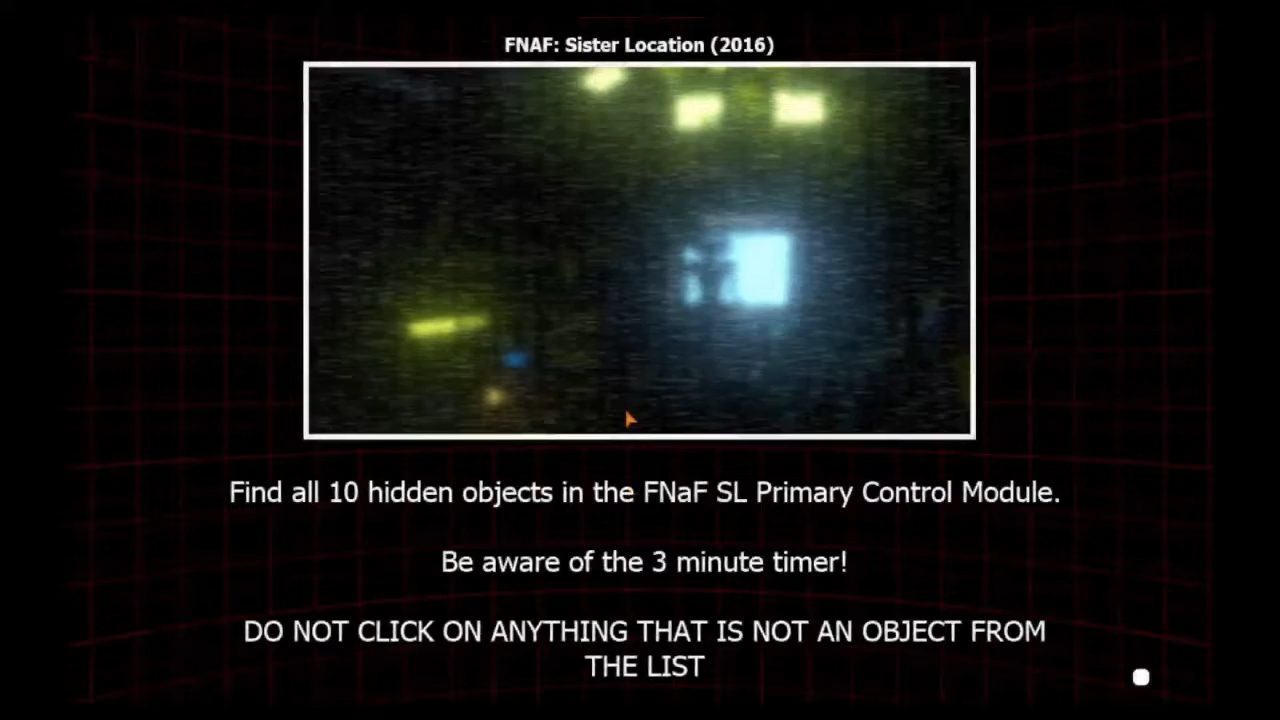 FNAF: Sister Location (2016)
Find all 10 hidden objects in the FNaF SL Primary Control Module.
Be aware of the 3 minute timer!
DO NOT CLICK ON ANYTHING THAT IS NOT AN OBJECT FROM
THE LIST